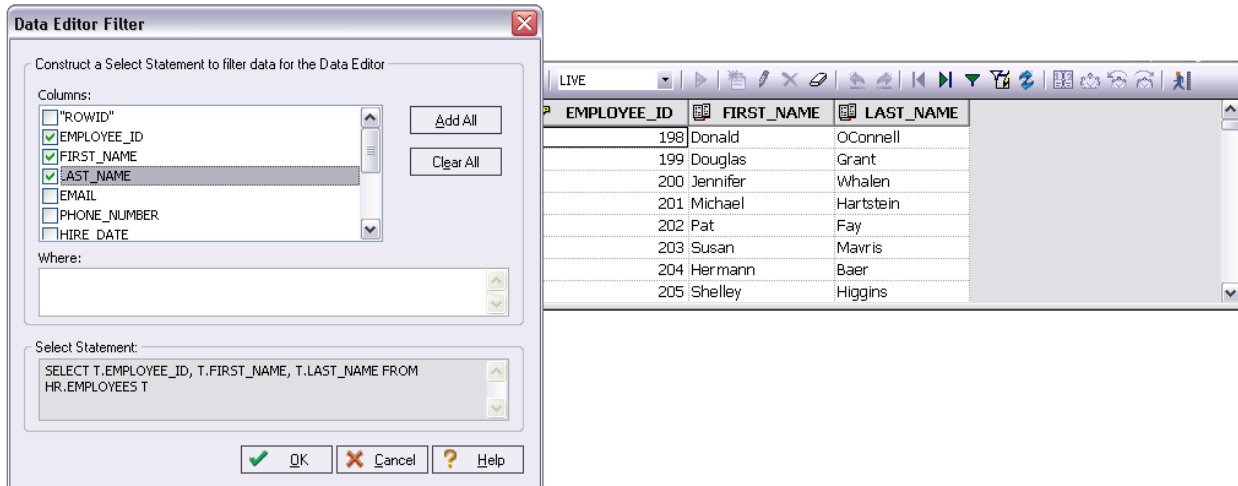 Data Editor Filter
Construct a Select Statement to filter data for the Data Editor
Columns:
"ROWID"
EMPLOYEE_ID
FIRST_NAME
LAST_NAME
EMAIL
PHONE_NUMBER
HIRE_DATE
Add All
Clear All
Where:
Select Statement:
SELECT T.EMPLOYEE_ID, T.FIRST_NAME, T.LAST_NAME FROM
HR.EMPLOYEES T
OK
Cancel
Help
LIVE
EMPLOYEE_ID FIRST_NAME LAST_NAME
198 Donald OConnell
199 Douglas Grant
200 Jennifer Whalen
201 Michael Hartstein
202 Pat Fay
203 Susan Mavris
204 Hermann Baer
205 Shelley Higgins